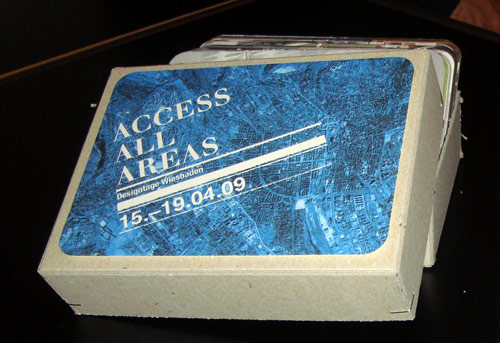 ACCESS
ALL
AREAS
Designtage Wiesbaden
15.–19.04.09